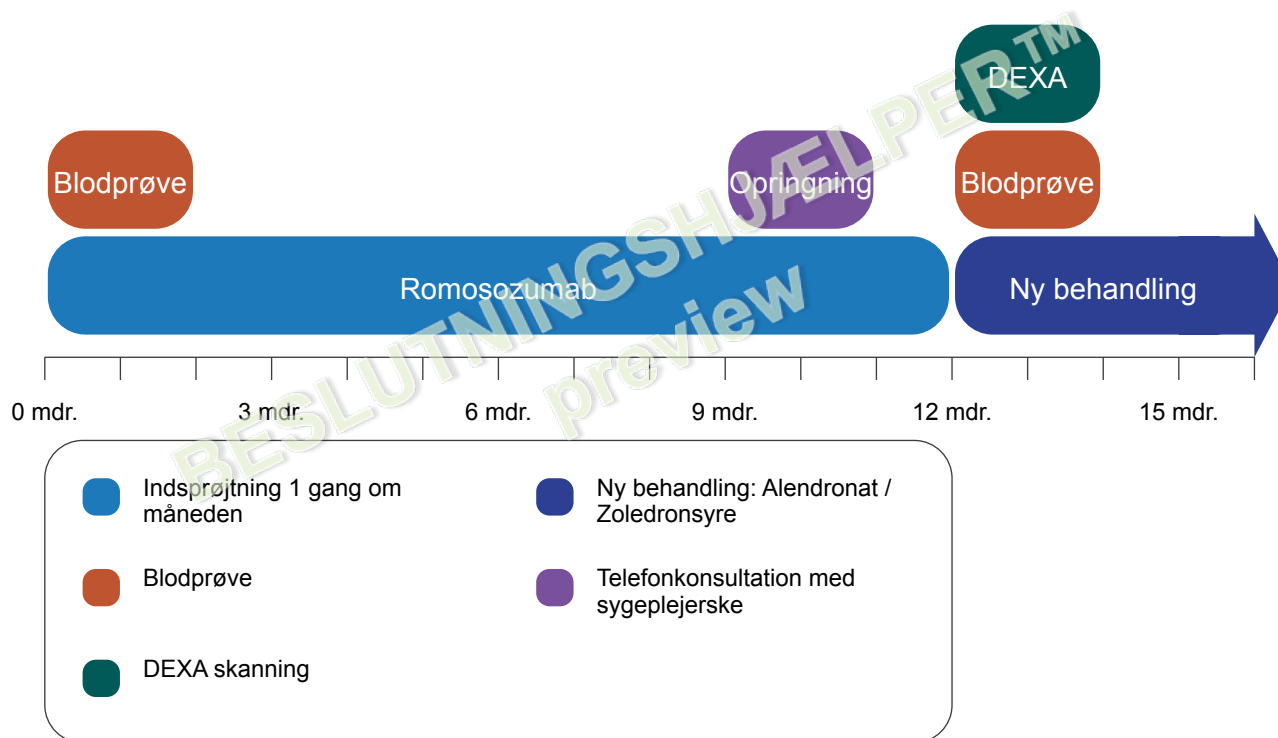 DEXA
Blodprøve
Opringning
Blodprøve
Romosozumab
Ny behandling
0 mdr.
3 mdr.
6 mdr.
9 mdr.
12 mdr.
15 mdr.
Indsprøjtning 1 gang om
måneden
Blodprøve
DEXA skanning
Ny behandling: Alendronat /
Zoledronsyre
Telefonkonsultation med
sygeplejerske
BESLUTNINGSHJÆLPER™
preview